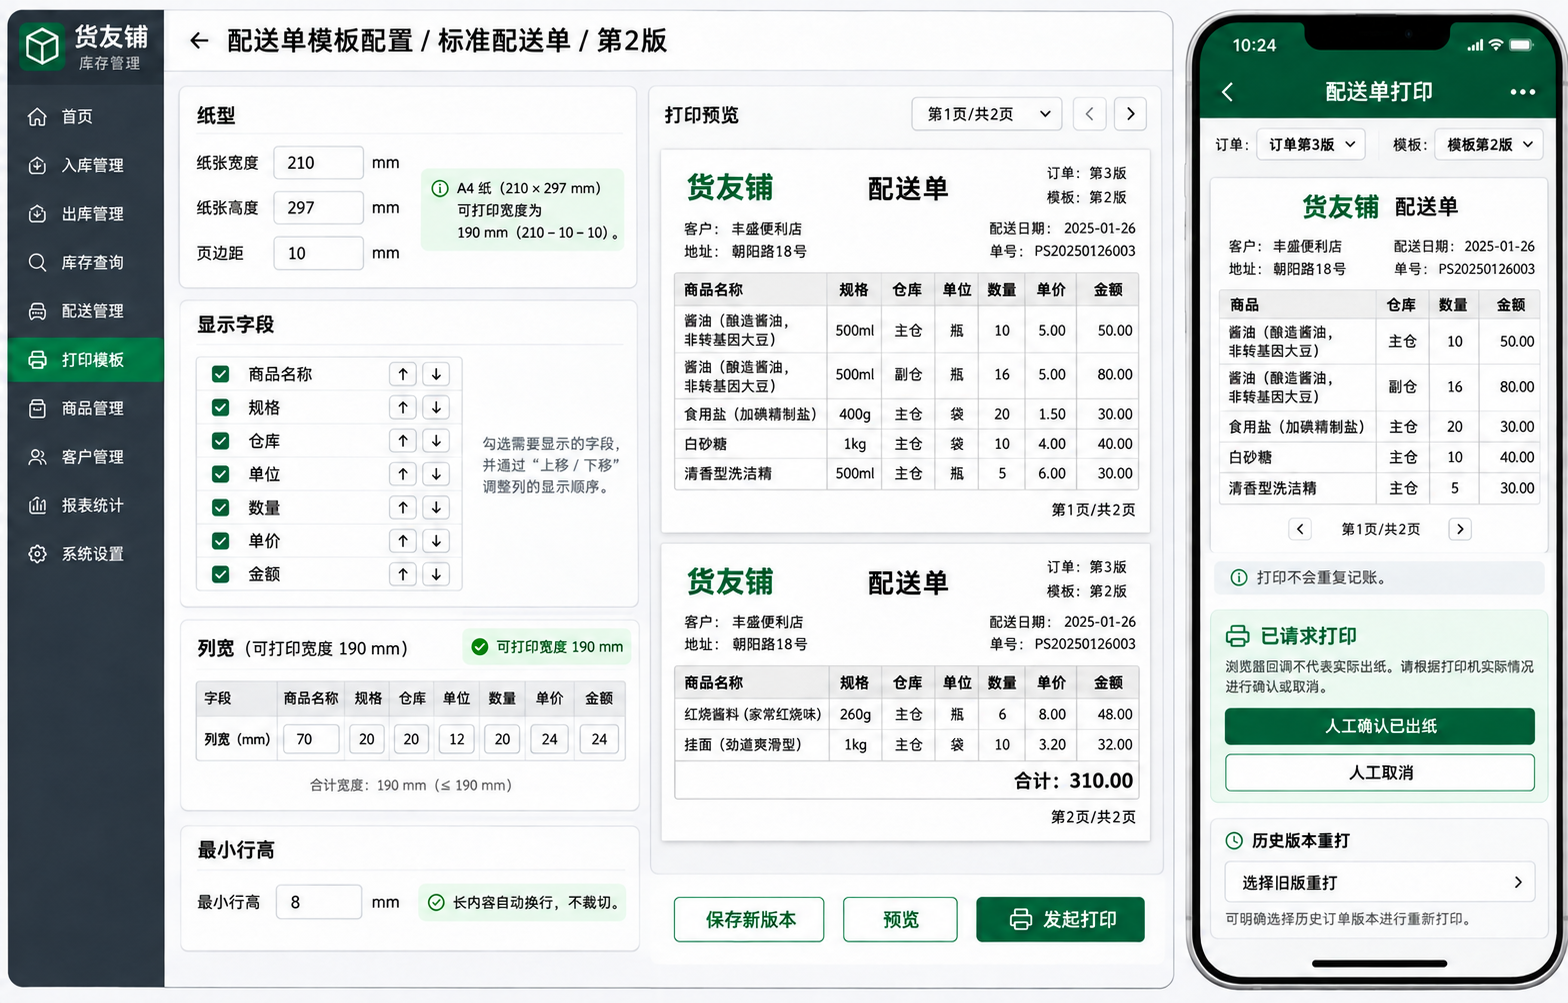 货友铺
库存管理
首页
入库管理
出库管理
库存查询
配送管理
打印模板
商品管理
客户管理
报表统计
系统设置
← 配送单模板配置 / 标准配送单 / 第2版
纸型
纸张宽度 210 mm
纸张高度 297 mm
页边距 10 mm
A4 纸（210 × 297 mm）
可打印宽度为
190 mm（210 – 10 – 10）。
显示字段
商品名称 ↑ ↓
规格 ↑ ↓
仓库 ↑ ↓
单位 ↑ ↓
数量 ↑ ↓
单价 ↑ ↓
金额 ↑ ↓
勾选需要显示的字段，
并通过“上移 / 下移”
调整列的显示顺序。
列宽（可打印宽度 190 mm） 可打印宽度 190 mm
字段 商品名称 规格 仓库 单位 数量 单价 金额
列宽（mm） 70 20 20 12 20 24 24
合计宽度：190 mm（≤ 190 mm）
最小行高
最小行高 8 mm 长内容自动换行，不裁切。
打印预览 第1页/共2页
货友铺 配送单
订单：第3版
模板：第2版
客户：丰盛便利店 配送日期：2025-01-26
地址：朝阳路18号 单号：PS20250126003
商品名称 规格 仓库 单位 数量 单价 金额
酱油（酿造酱油，
非转基因大豆） 500ml 主仓 瓶 10 5.00 50.00
酱油（酿造酱油，
非转基因大豆） 500ml 副仓 瓶 16 5.00 80.00
食用盐（加碘精制盐） 400g 主仓 袋 20 1.50 30.00
白砂糖 1kg 主仓 袋 10 4.00 40.00
清香型洗洁精 500ml 主仓 瓶 5 6.00 30.00
第1页/共2页
货友铺 配送单
订单：第3版
模板：第2版
客户：丰盛便利店 配送日期：2025-01-26
地址：朝阳路18号 单号：PS20250126003
商品名称 规格 仓库 单位 数量 单价 金额
红烧酱料（家常红烧味） 260g 主仓 瓶 6 8.00 48.00
挂面（劲道爽滑型） 1kg 主仓 袋 10 3.20 32.00
合计：310.00
第2页/共2页
保存新版本 预览 发起打印
10:24
配送单打印
订单：订单第3版 模板：模板第2版
货友铺 配送单
客户：丰盛便利店 配送日期：2025-01-26
地址：朝阳路18号 单号：PS20250126003
商品 仓库 数量 金额
酱油（酿造酱油，
非转基因大豆） 主仓 10 50.00
酱油（酿造酱油，
非转基因大豆） 副仓 16 80.00
食用盐（加碘精制盐） 主仓 20 30.00
白砂糖 主仓 10 40.00
清香型洗洁精 主仓 5 30.00
第1页/共2页
打印不会重复记账。
已请求打印
浏览器回调不代表实际出纸。请根据打印机实际情况
进行确认或取消。
人工确认已出纸
人工取消
历史版本重打
选择旧版重打
可明确选择历史订单版本进行重新打印。